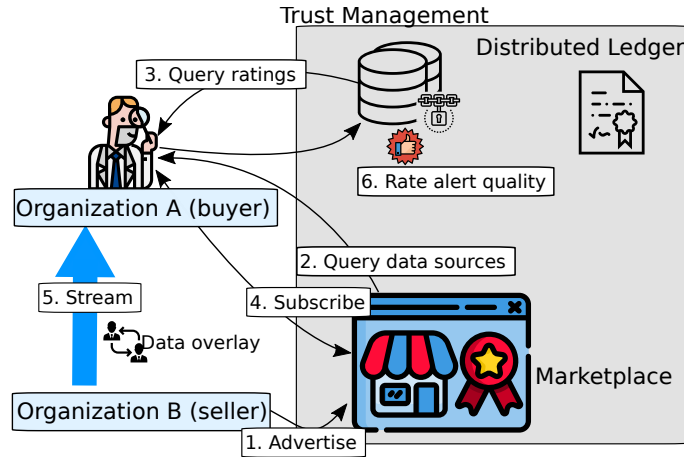 Trust Management
Distributed Ledger
3. Query ratings
6. Rate alert quality
Organization A (buyer)
2. Query data sources
5. Stream
4. Subscribe
Data overlay
Marketplace
Organization B (seller)
1. Advertise